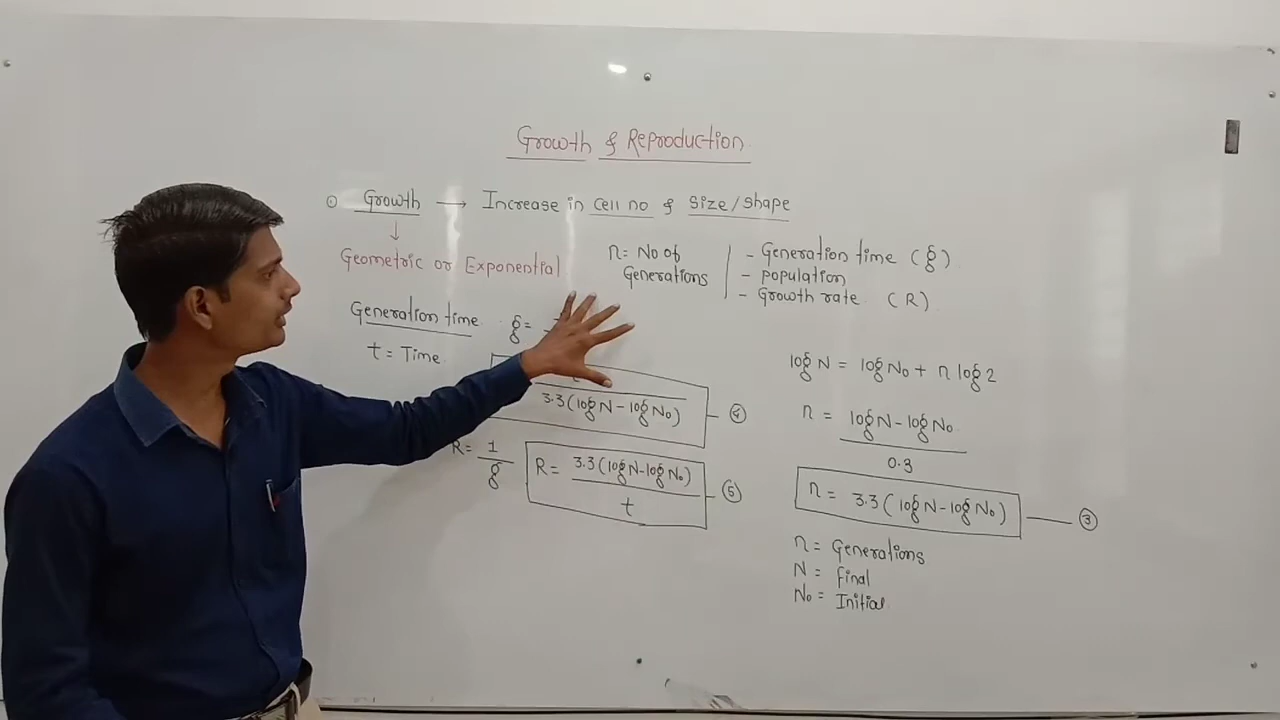 Growth & Reproduction
① Growth → Increase in cell no & size/shape
↓
Geometric or Exponential
n = No of
Generations
- Generation time (g)
- population
- Growth rate (R)
Generation time
g =
t = Time
3.3 (log N - log N₀)
④
R = 1/g
R = 3.3 (log N - log N₀) / t
⑤
log N = log N₀ + n log 2
n = log N - log N₀ / 0.3
n = 3.3 (log N - log N₀)
③
n = Generations
N = final
N₀ = Initial